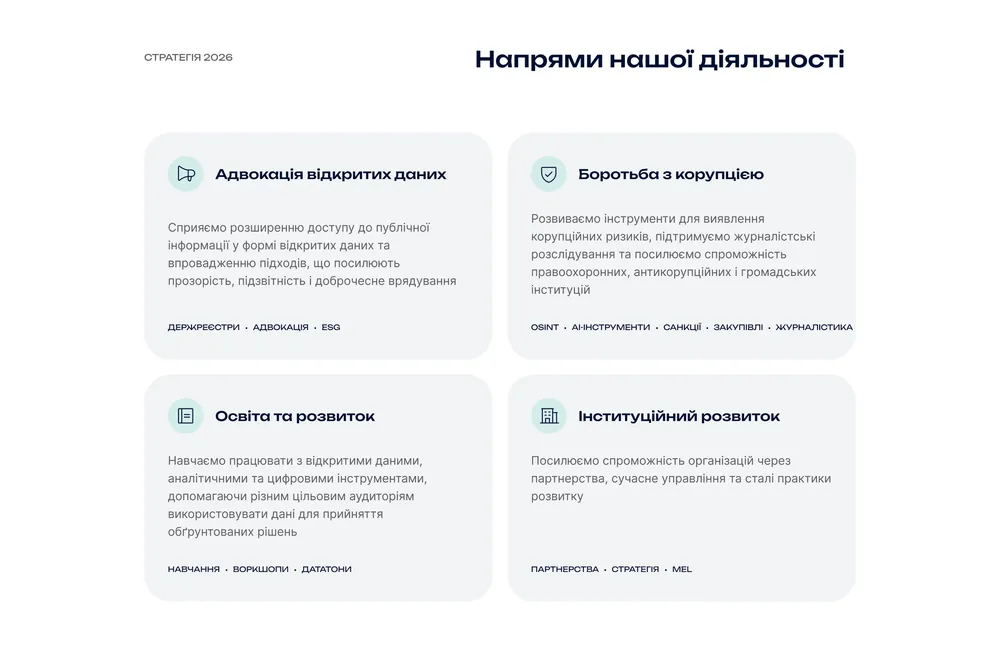 СТРАТЕГІЯ 2026
Напрями нашої діяльності
Адвокація відкритих даних
Сприяємо розширенню доступу до публічної
інформації у формі відкритих даних та
впровадженню підходів, що посилюють
прозорість, підзвітність і доброчесне врядування
ДЕРЖРЕЄСТРИ • АДВОКАЦІЯ • ESG
Боротьба з корупцією
Розвиваємо інструменти для виявлення
корупційних ризиків, підтримуємо журналістські
розслідування та посилюємо спроможність
правоохоронних, антикорупційних і громадських
інституцій
OSINT • AI-ІНСТРУМЕНТИ • САНКЦІЇ • ЗАКУПІВЛІ • ЖУРНАЛІСТИКА
Освіта та розвиток
Навчаємо працювати з відкритими даними,
аналітичними та цифровими інструментами,
допомагаючи різним цільовим аудиторіям
використовувати дані для прийняття
обґрунтованих рішень
НАВЧАННЯ • ВОРКШОПИ • ДАТАТОНИ
Інституційний розвиток
Посилюємо спроможність організацій через
партнерства, сучасне управління та сталі практики
розвитку
ПАРТНЕРСТВА • СТРАТЕГІЯ • MEL